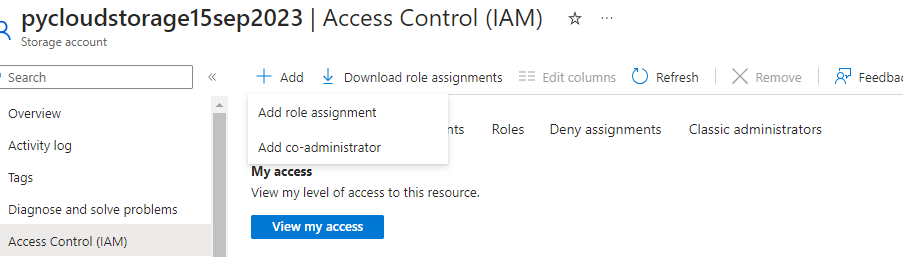 pycloudstorage15sep2023 | Access Control (IAM) ☆ ...
Storage account
Search «
+ Add Download role assignments Edit columns Refresh Remove Feedbac
Add role assignment
Add co-administrator
nts Roles Deny assignments Classic administrators
Overview
Activity log
Tags
Diagnose and solve problems
Access Control (IAM)
My access
View my level of access to this resource.
View my access